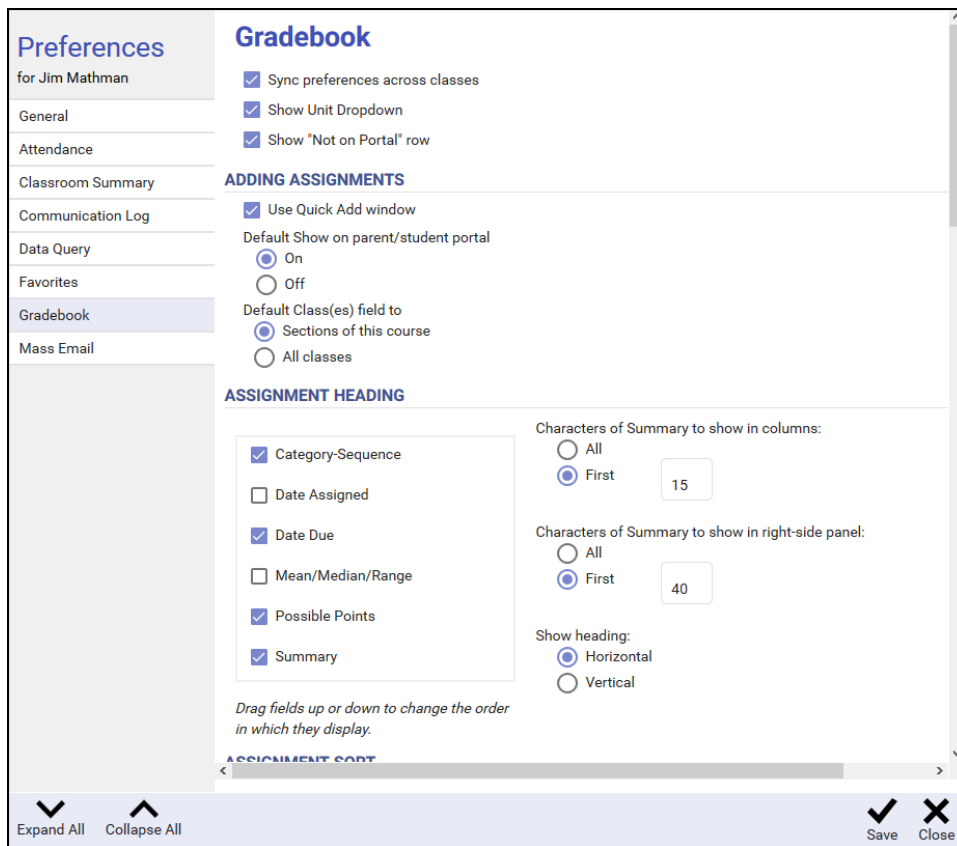 Preferences
for Jim Mathman
General
Attendance
Classroom Summary
Communication Log
Data Query
Favorites
Gradebook
Mass Email
Gradebook
Sync preferences across classes
Show Unit Dropdown
Show "Not on Portal" row
ADDING ASSIGNMENTS
Use Quick Add window
Default Show on parent/student portal
On
Off
Default Class(es) field to
Sections of this course
All classes
ASSIGNMENT HEADING
Category-Sequence
Date Assigned
Date Due
Mean/Median/Range
Possible Points
Summary
Drag fields up or down to change the order
in which they display.
Characters of Summary to show in columns:
All
First 15
Characters of Summary to show in right-side panel:
All
First 40
Show heading:
Horizontal
Vertical
ASSIGNMENT SORT
Expand All
Collapse All
Save
Close